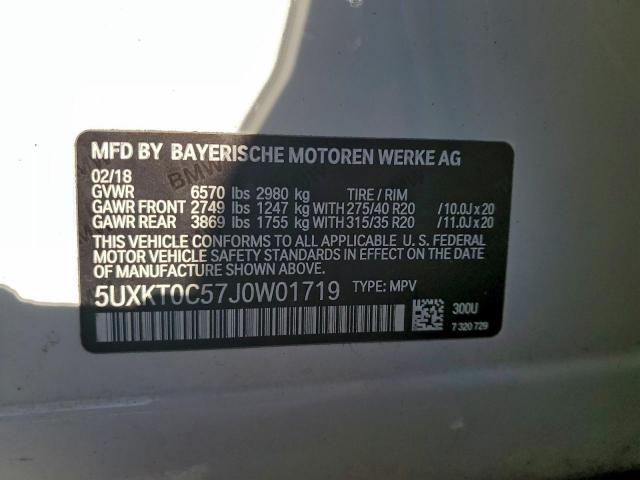 MFD BY BAYERISCHE MOTOREN WERKE AG
02/18
GVWR 6570 lbs 2980 kg TIRE / RIM
GAWR FRONT 2749 lbs 1247 kg WITH 275/40 R20 /10.0J x 20
GAWR REAR 3869 lbs 1755 kg WITH 315/35 R20 /11.0J x 20
THIS VEHICLE CONFORMS TO ALL APPLICABLE U. S. FEDERAL
MOTOR VEHICLE SAFETY STANDARDS IN EFFECT ON THE DATE
OF MANUFACTURE SHOWN ABOVE.
5UXKT0C57J0W01719 TYPE: MPV
300U
7 320 729